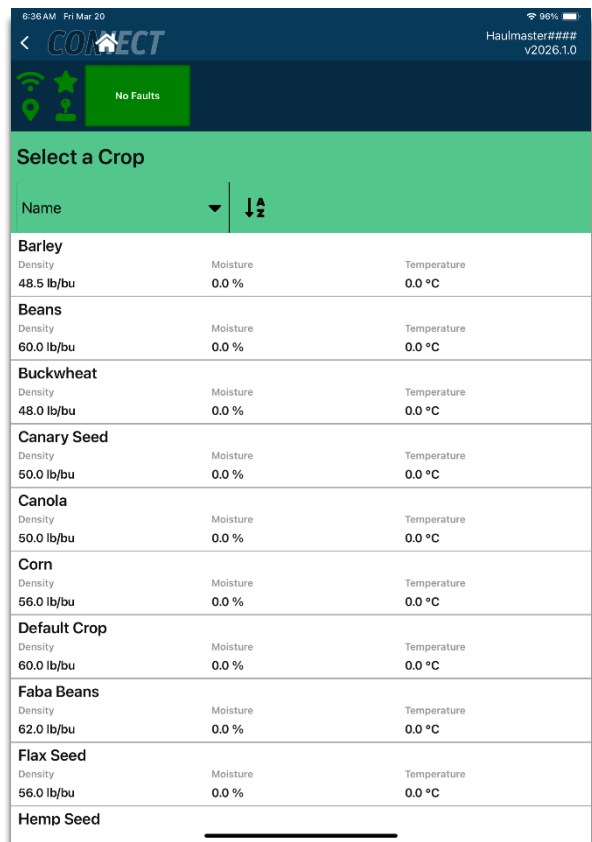 6:36 AM Fri Mar 20 96%
CONNECT Haulmaster####
v2026.1.0
No Faults
Select a Crop
Name A Z
Barley
Density Moisture Temperature
48.5 lb/bu 0.0 % 0.0 °C
Beans
Density Moisture Temperature
60.0 lb/bu 0.0 % 0.0 °C
Buckwheat
Density Moisture Temperature
48.0 lb/bu 0.0 % 0.0 °C
Canary Seed
Density Moisture Temperature
50.0 lb/bu 0.0 % 0.0 °C
Canola
Density Moisture Temperature
50.0 lb/bu 0.0 % 0.0 °C
Corn
Density Moisture Temperature
56.0 lb/bu 0.0 % 0.0 °C
Default Crop
Density Moisture Temperature
60.0 lb/bu 0.0 % 0.0 °C
Faba Beans
Density Moisture Temperature
62.0 lb/bu 0.0 % 0.0 °C
Flax Seed
Density Moisture Temperature
56.0 lb/bu 0.0 % 0.0 °C
Hemp Seed